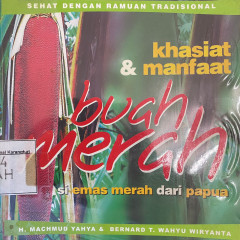 SEHAT DENGAN RAMUAN TRADISIONAL
khasiat
& manfaat
buah
merah
si emas merah dari papua
H. MACHMUD YAHYA & BERNARD T. WAHYU WIRYANTA